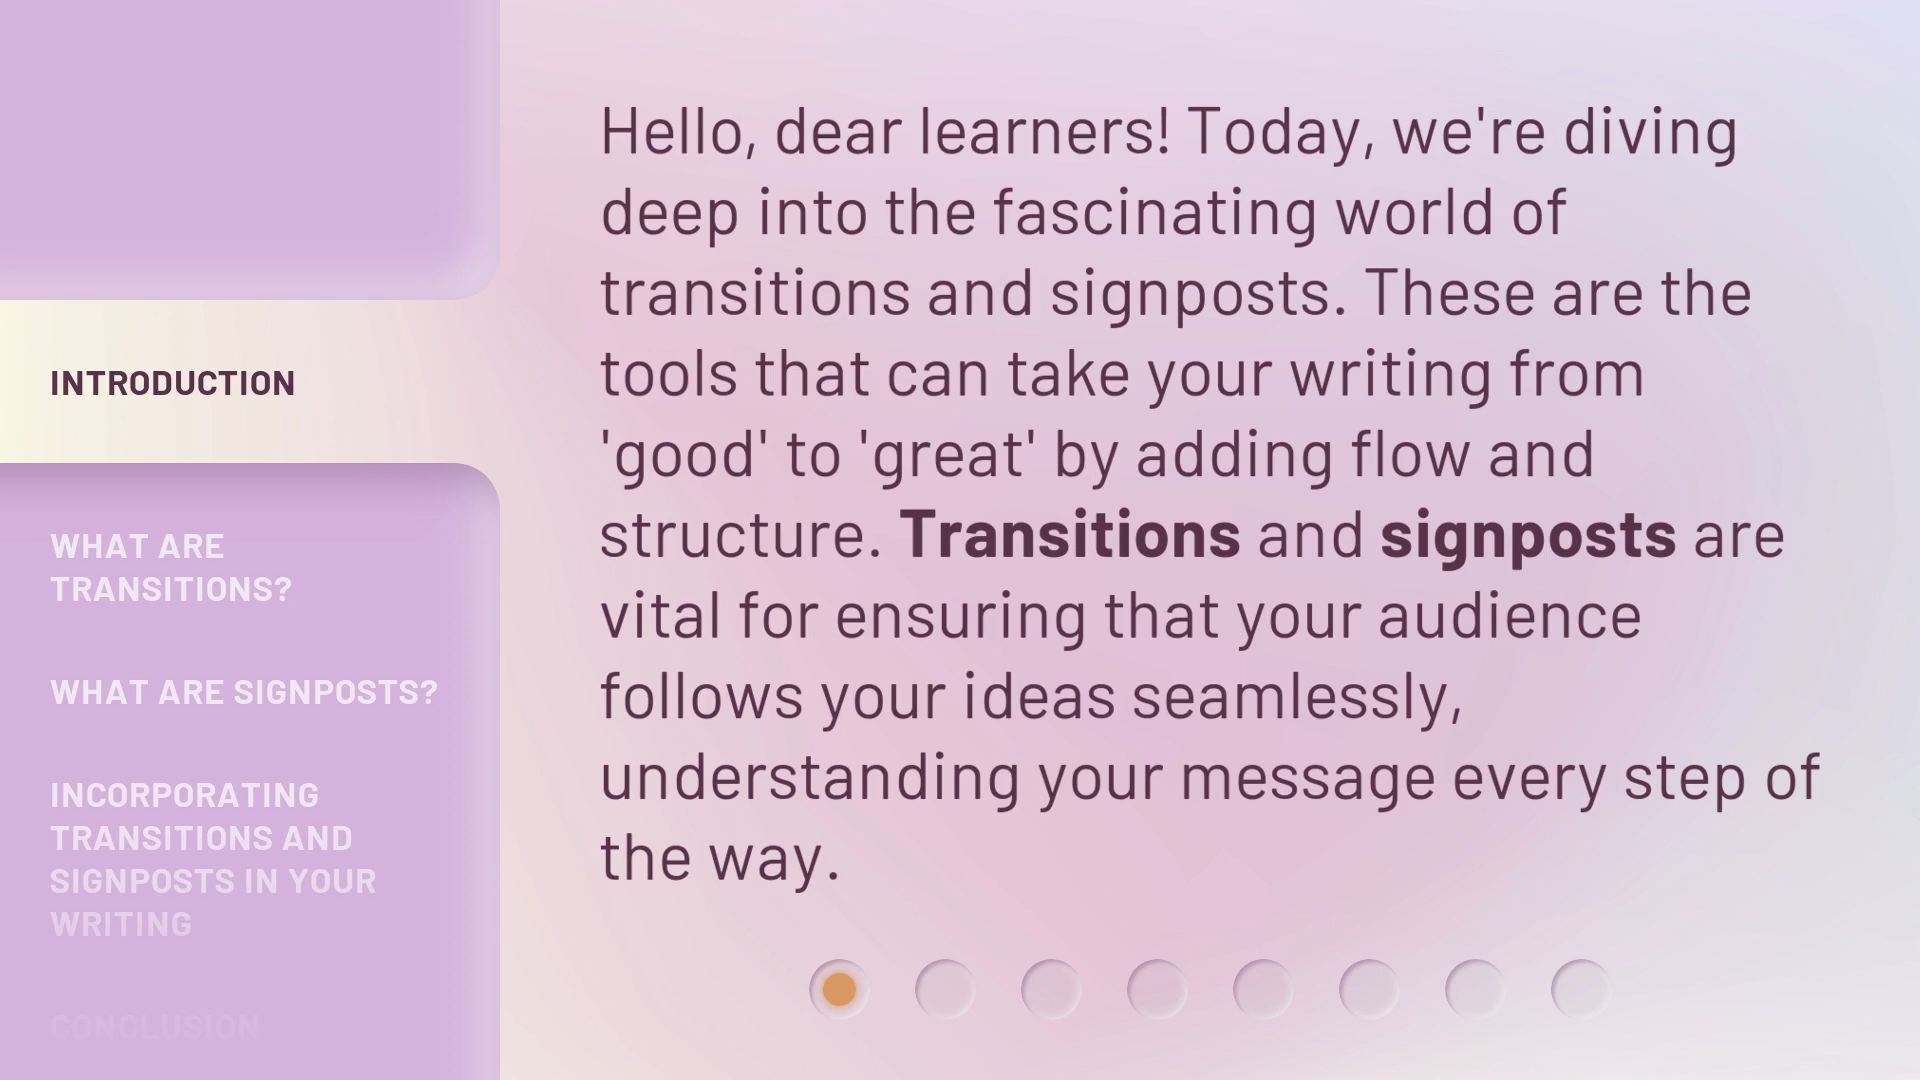 INTRODUCTION
WHAT ARE
TRANSITIONS?
WHAT ARE SIGNPOSTS?
INCORPORATING
TRANSITIONS AND
SIGNPOSTS IN YOUR
WRITING
CONCLUSION
Hello, dear learners! Today, we're diving
deep into the fascinating world of
transitions and signposts. These are the
tools that can take your writing from
'good' to 'great' by adding flow and
structure. Transitions and signposts are
vital for ensuring that your audience
follows your ideas seamlessly,
understanding your message every step of
the way.